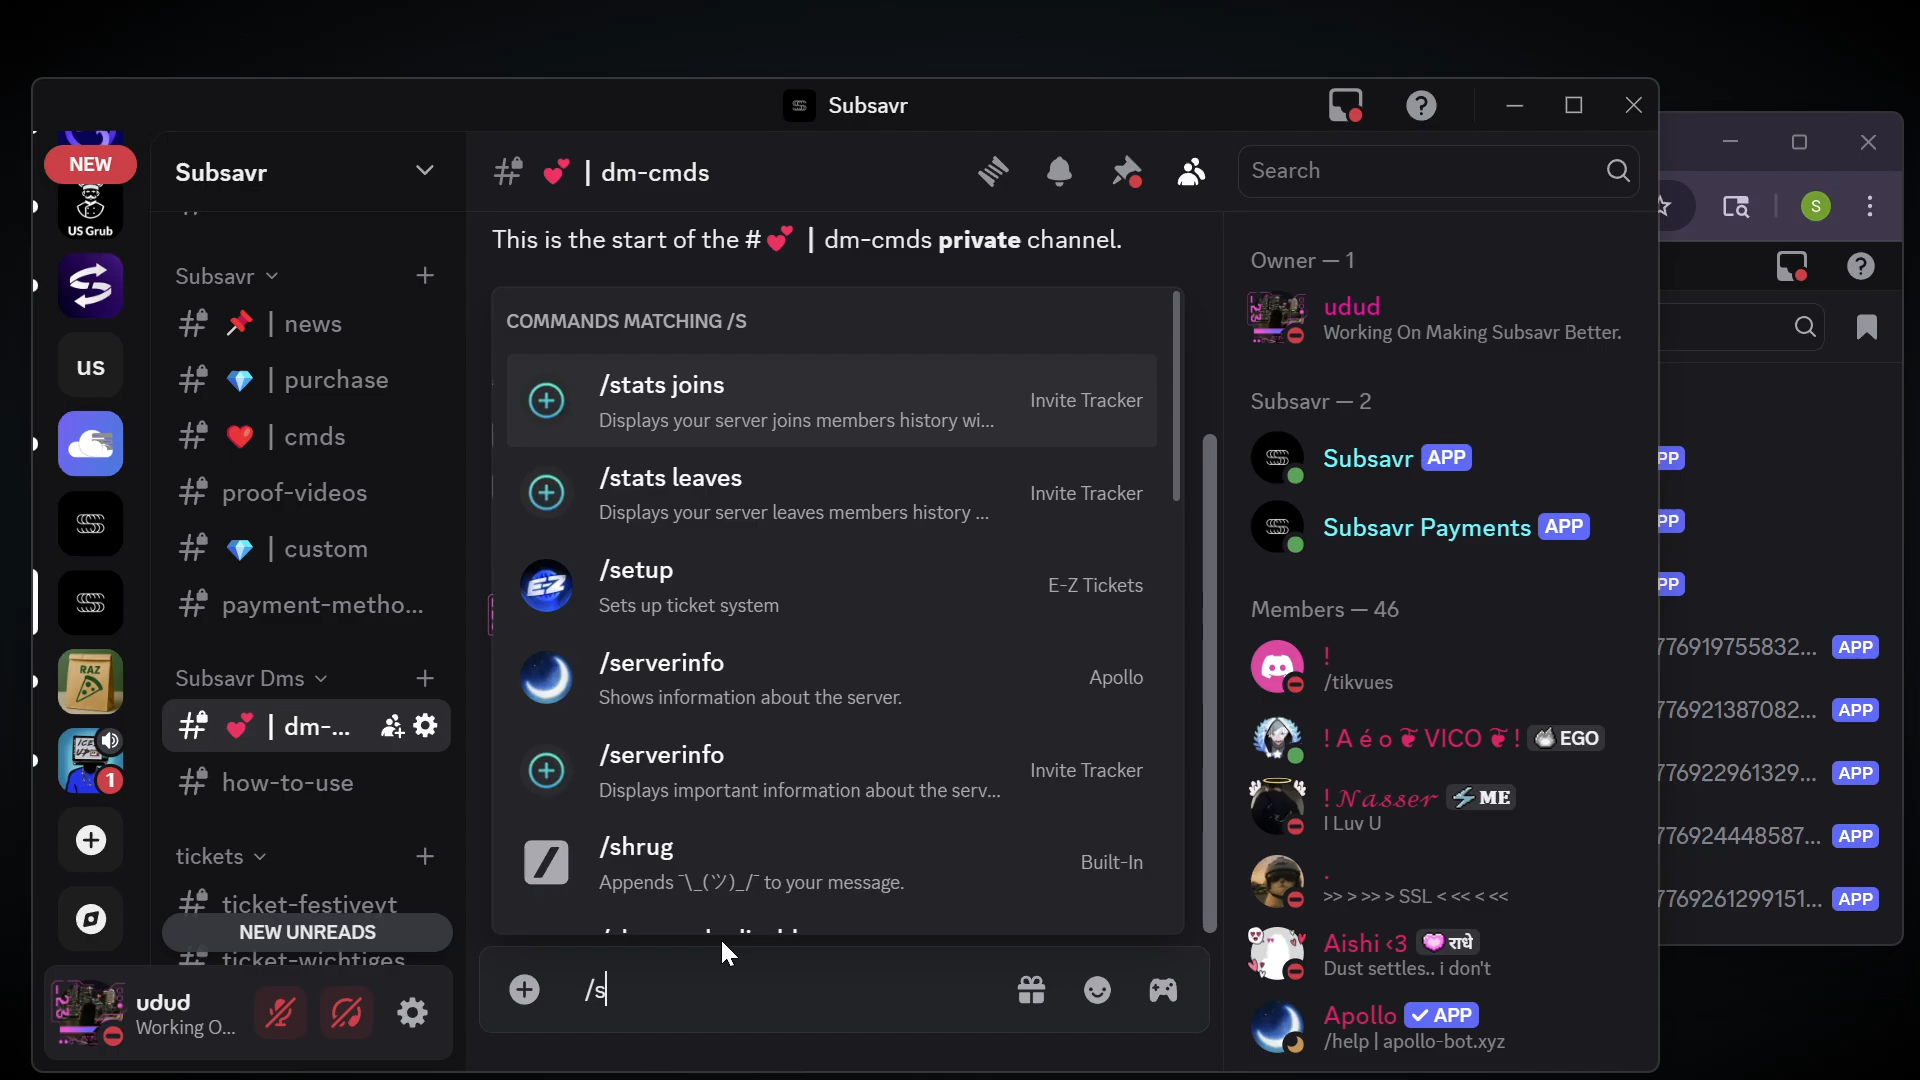 Subsavr
NEW
US Grub
us
RAZ
1
Subsavr
Subsavr
📌 | news
💎 | purchase
❤️ | cmds
proof-videos
💎 | custom
payment-metho...
Subsavr Dms
💕 | dm-...
how-to-use
tickets
ticket-festiveyt
NEW UNREADS
ticket-wichtiges
udud
Working O...
💕 | dm-cmds
Search
This is the start of the #💕 | dm-cmds private channel.
COMMANDS MATCHING /S
/stats joins
Displays your server joins members history wi...
Invite Tracker
/stats leaves
Displays your server leaves members history ...
Invite Tracker
E-Z
/setup
Sets up ticket system
E-Z Tickets
/serverinfo
Shows information about the server.
Apollo
/serverinfo
Displays important information about the serv...
Invite Tracker
/shrug
Appends ¯\_(ツ)_/¯ to your message.
Built-In
/s
Owner — 1
udud
Working On Making Subsavr Better.
Subsavr — 2
Subsavr APP
Subsavr Payments APP
Members — 46
!
/tikvues
! A é o ❦ VICO ❦ ! EGO
! 𝓝𝓪𝓼𝓼𝓮𝓻 ⚡ME
I Luv U
.
>> > >> > SSL < << < <<
Aishi <3 राधे
Dust settles.. i don't
Apollo ✓ APP
/help | apollo-bot.xyz
S
PP
PP
PP
776919755832... APP
776921387082... APP
776922961329... APP
776924448587... APP
7769261299151... APP